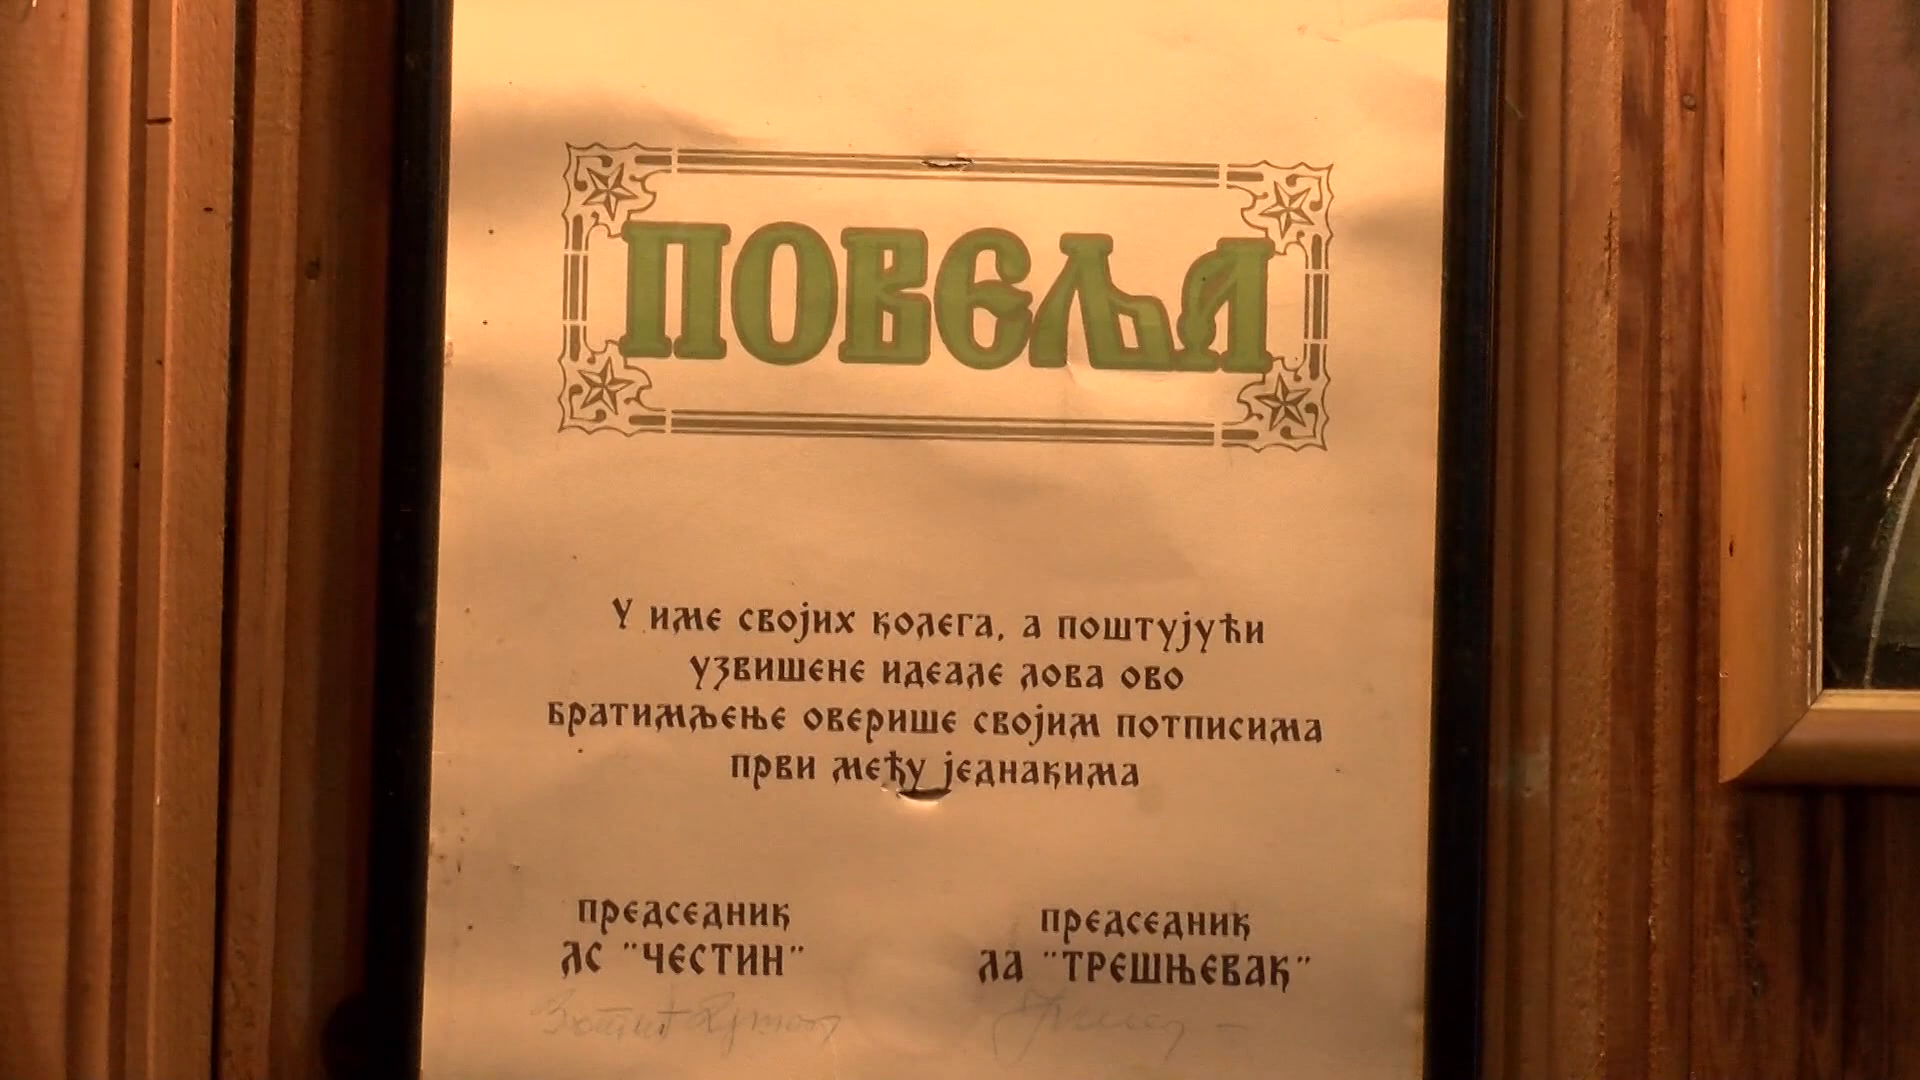 ПОВЕЉА
У име својих колега, а поштујући
узвишене идеале лова ово
братимљење оверише својим потписима
први међу једнакима
председник
ЛС "ЧЕСТИН"
председник
ЛА "ТРЕШЊЕВАК"